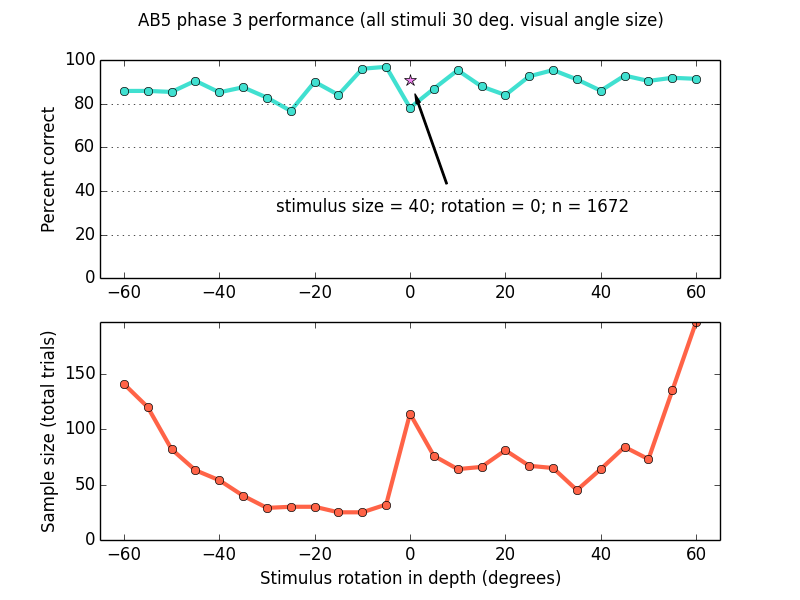 AB5 phase 3 performance (all stimuli 30 deg. visual angle size)
100
80
60
40
20
0
Percent correct
stimulus size = 40; rotation = 0; n = 1672
−60 −40 −20 0 20 40 60
150
100
50
0
Sample size (total trials)
−60 −40 −20 0 20 40 60
Stimulus rotation in depth (degrees)